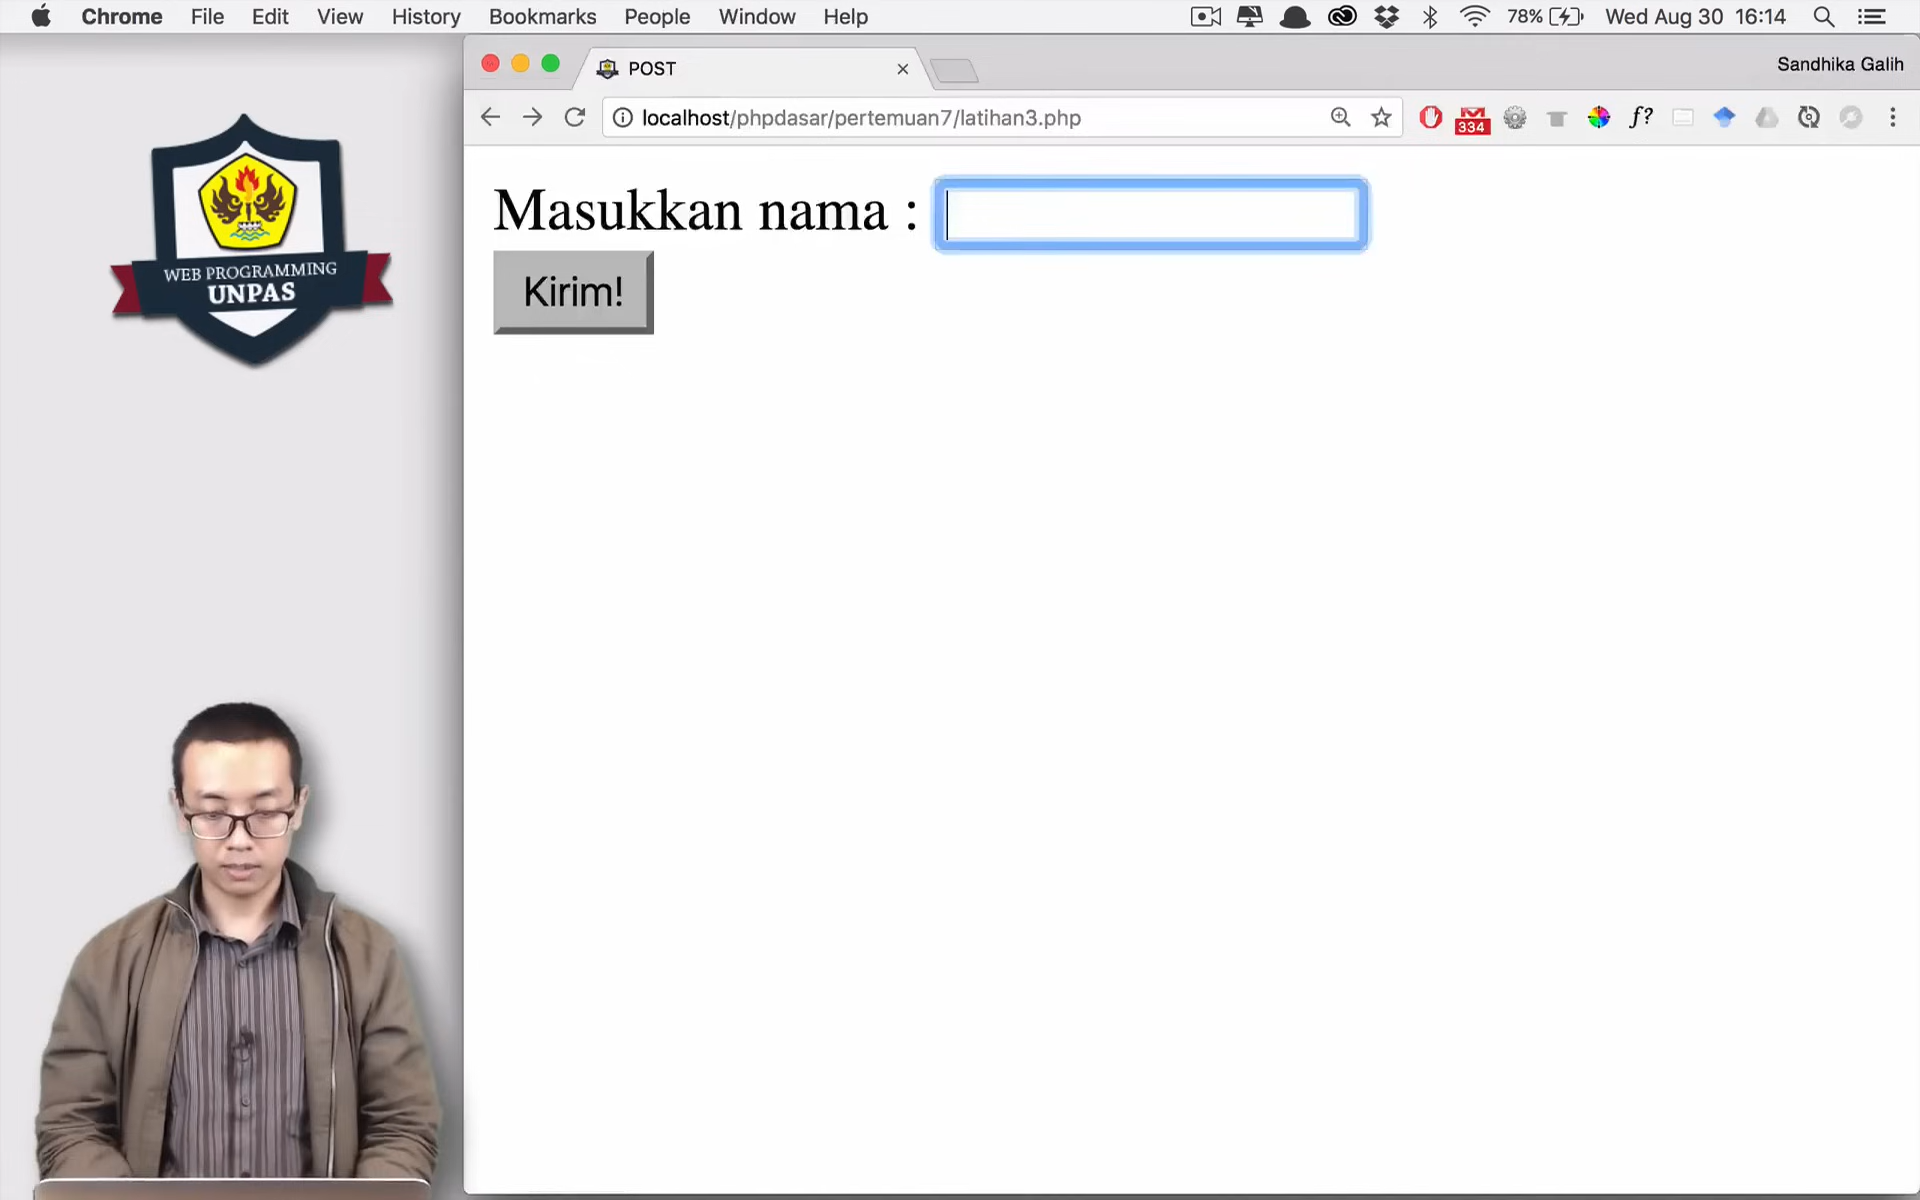 Chrome File Edit View History Bookmarks People Window Help 78% Wed Aug 30 16:14
POST
Sandhika Galih
localhost/phpdasar/pertemuan7/latihan3.php
334
f?
WEB PROGRAMMING
UNPAS
Masukkan nama :
Kirim!